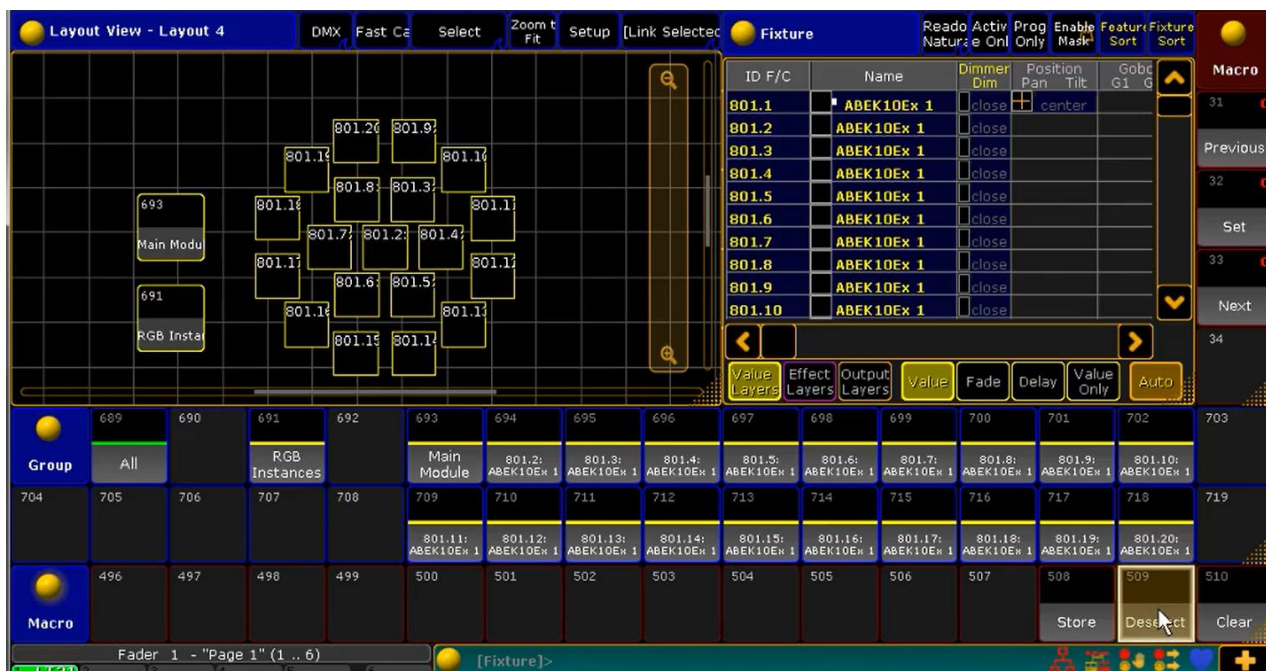 Layout View - Layout 4
DMX
Fast Ca
Select
Zoom t
Fit
Setup
[Link Selected
Fixture
Reado
Natura
Activ
e Onl
Prog
Only
Enable
Mask
Feature
Sort
Fixture
Sort
Macro
ID F/C
Name
Dimmer
Dim
Position
Pan Tilt
Gobo
G1 G
801.1 ABEK10Ex 1 close center
801.2 ABEK10Ex 1 close
801.3 ABEK10Ex 1 close
801.4 ABEK10Ex 1 close
801.5 ABEK10Ex 1 close
801.6 ABEK10Ex 1 close
801.7 ABEK10Ex 1 close
801.8 ABEK10Ex 1 close
801.9 ABEK10Ex 1 close
801.10 ABEK10Ex 1 close
31
Previous
32
Set
33
Next
34
801.20 801.9:
801.19 801.10
801.8: 801.3:
801.18 801.11
801.7: 801.2: 801.4:
801.17 801.12
801.6: 801.5:
801.16 801.13
801.15 801.14
693
Main Modu
691
RGB Instan
Value
Layers
Effect
Layers
Output
Layers
Value
Fade
Delay
Value
Only
Auto
Group
689 690 691 692 693 694 695 696 697 698 699 700 701 702 703
All
RGB
Instances
Main
Module
801.2:
ABEK10Ex 1
801.3:
ABEK10Ex 1
801.4:
ABEK10Ex 1
801.5:
ABEK10Ex 1
801.6:
ABEK10Ex 1
801.7:
ABEK10Ex 1
801.8:
ABEK10Ex 1
801.9:
ABEK10Ex 1
801.10:
ABEK10Ex 1
704 705 706 707 708 709 710 711 712 713 714 715 716 717 718 719
801.11:
ABEK10Ex 1
801.12:
ABEK10Ex 1
801.13:
ABEK10Ex 1
801.14:
ABEK10Ex 1
801.15:
ABEK10Ex 1
801.16:
ABEK10Ex 1
801.17:
ABEK10Ex 1
801.18:
ABEK10Ex 1
801.19:
ABEK10Ex 1
801.20:
ABEK10Ex 1
Macro
496 497 498 499 500 501 502 503 504 505 506 507 508 509 510
Store
Deselect
Clear
Fader 1 - "Page 1" (1 .. 6)
[Fixture]>